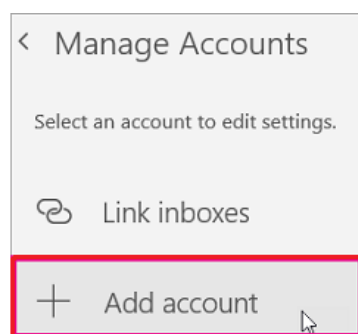 Manage Accounts
Select an account to edit settings.
Link inboxes
Add account